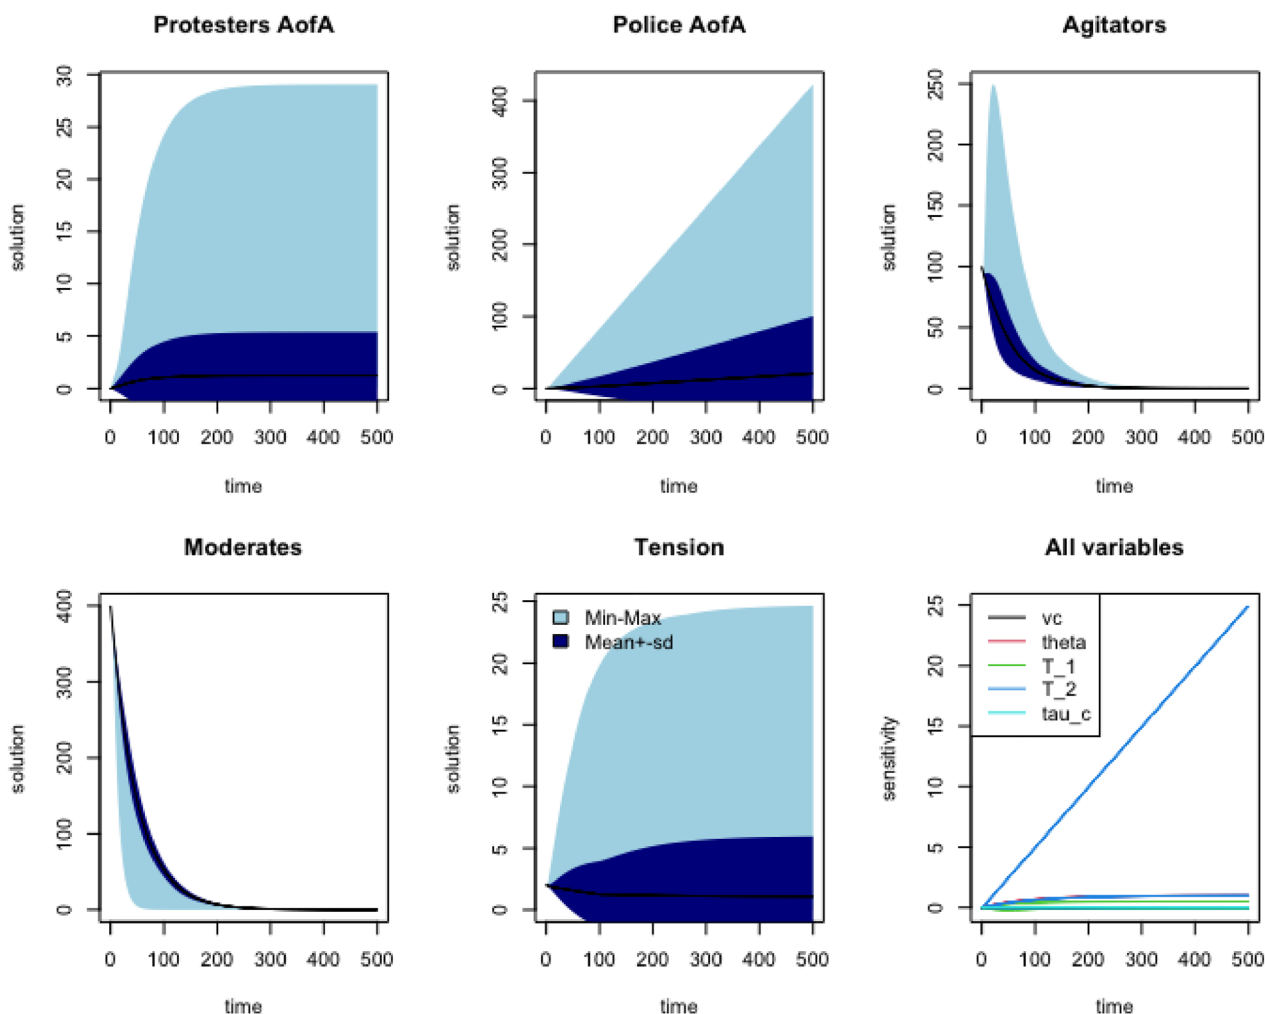 Protesters AofA
Police AofA
Agitators
solution
30
25
20
15
10
5
0
0 100 200 300 400 500
time
solution
400
300
200
100
0
0 100 200 300 400 500
time
solution
250
200
150
100
50
0
0 100 200 300 400 500
time
Moderates
Tension
All variables
solution
400
300
200
100
0
0 100 200 300 400 500
time
solution
25
20
15
10
5
0
Min-Max
Mean+-sd
0 100 200 300 400 500
time
sensitivity
25
20
15
10
5
0
vc
theta
T_1
T_2
tau_c
0 100 200 300 400 500
time